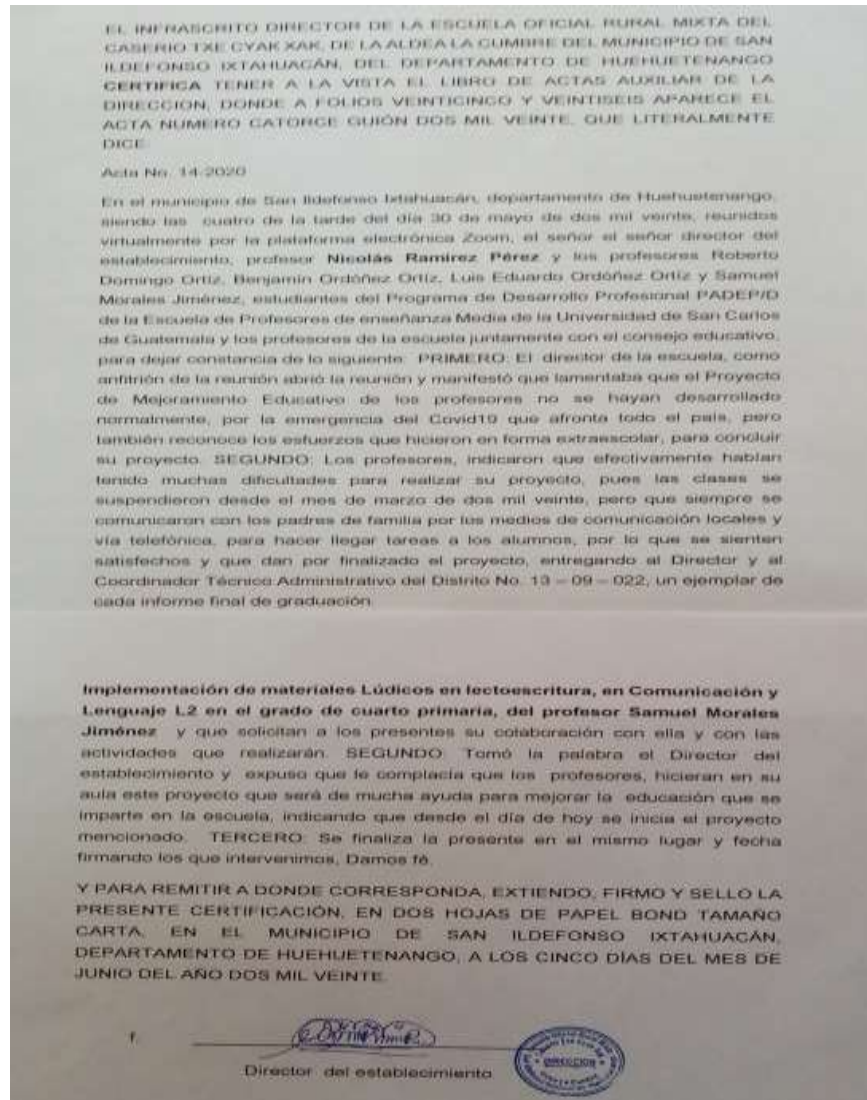 EL INFRASCRITO DIRECTOR DE LA ESCUELA OFICIAL RURAL MIXTA DEL
CASERIO TXE CYAK XAK, DE LA ALDEA LA CUMBRE DEL MUNICIPIO DE SAN
ILDEFONSO IXTAHUACÁN, DEL DEPARTAMENTO DE HUEHUETENANGO
CERTIFICA TENER A LA VISTA EL LIBRO DE ACTAS AUXILIAR DE LA
DIRECCION, DONDE A FOLIOS VEINTICINCO Y VEINTISEIS APARECE EL
ACTA NUMERO CATORCE GUIÓN DOS MIL VEINTE, QUE LITERALMENTE
DICE
Acta No. 14-2020
En el municipio de San Ildefonso Ixtahuacán, departamento de Huehuetenango,
siendo las cuatro de la tarde del día 30 de mayo de dos mil veinte, reunidos
virtualmente por la plataforma electrónica Zoom, el señor el señor director del
establecimiento, profesor Nicolás Ramírez Pérez y los profesores Roberto
Domingo Ortiz, Benjamín Ordóñez Ortiz, Luis Eduardo Ordóñez Ortiz y Samuel
Morales Jiménez, estudiantes del Programa de Desarrollo Profesional PADEP/D
de la Escuela de Profesores de enseñanza Media de la Universidad de San Carlos
de Guatemala y los profesores de la escuela juntamente con el consejo educativo,
para dejar constancia de lo siguiente: PRIMERO: El director de la escuela, como
anfitrión de la reunión abrió la reunión y manifestó que lamentaba que el Proyecto
de Mejoramiento Educativo de los profesores no se hayan desarrollado
normalmente, por la emergencia del Covid19 que afronta todo el país, pero
también reconoce los esfuerzos que hicieron en forma extraescolar, para concluir
su proyecto. SEGUNDO: Los profesores, indicaron que efectivamente habían
tenido muchas dificultades para realizar su proyecto, pues las clases se
suspendieron desde el mes de marzo de dos mil veinte, pero que siempre se
comunicaron con los padres de familia por los medios de comunicación locales y
vía telefónica, para hacer llegar tareas a los alumnos, por lo que se sienten
satisfechos y que dan por finalizado el proyecto, entregando al Director y al
Coordinador Técnico Administrativo del Distrito No. 13 – 09 – 022, un ejemplar de
cada informe final de graduación.
Implementación de materiales Lúdicos en lectoescritura, en Comunicación y
Lenguaje L2 en el grado de cuarto primaria, del profesor Samuel Morales
Jiménez y que solicitan a los presentes su colaboración con ella y con las
actividades que realizarán. SEGUNDO: Tomó la palabra el Director del
establecimiento y expuso que le complacía que los profesores, hicieran en su
aula este proyecto que será de mucha ayuda para mejorar la educación que se
imparte en la escuela, indicando que desde el día de hoy se inicia el proyecto
mencionado. TERCERO: Se finaliza la presente en el mismo lugar y fecha
firmando los que intervenimos, Damos fé.
Y PARA REMITIR A DONDE CORRESPONDA, EXTIENDO, FIRMO Y SELLO LA
PRESENTE CERTIFICACIÓN, EN DOS HOJAS DE PAPEL BOND TAMAÑO
CARTA, EN EL MUNICIPIO DE SAN ILDEFONSO IXTAHUACÁN,
DEPARTAMENTO DE HUEHUETENANGO, A LOS CINCO DÍAS DEL MES DE
JUNIO DEL AÑO DOS MIL VEINTE.
f.
Director del establecimiento
DIRECCION